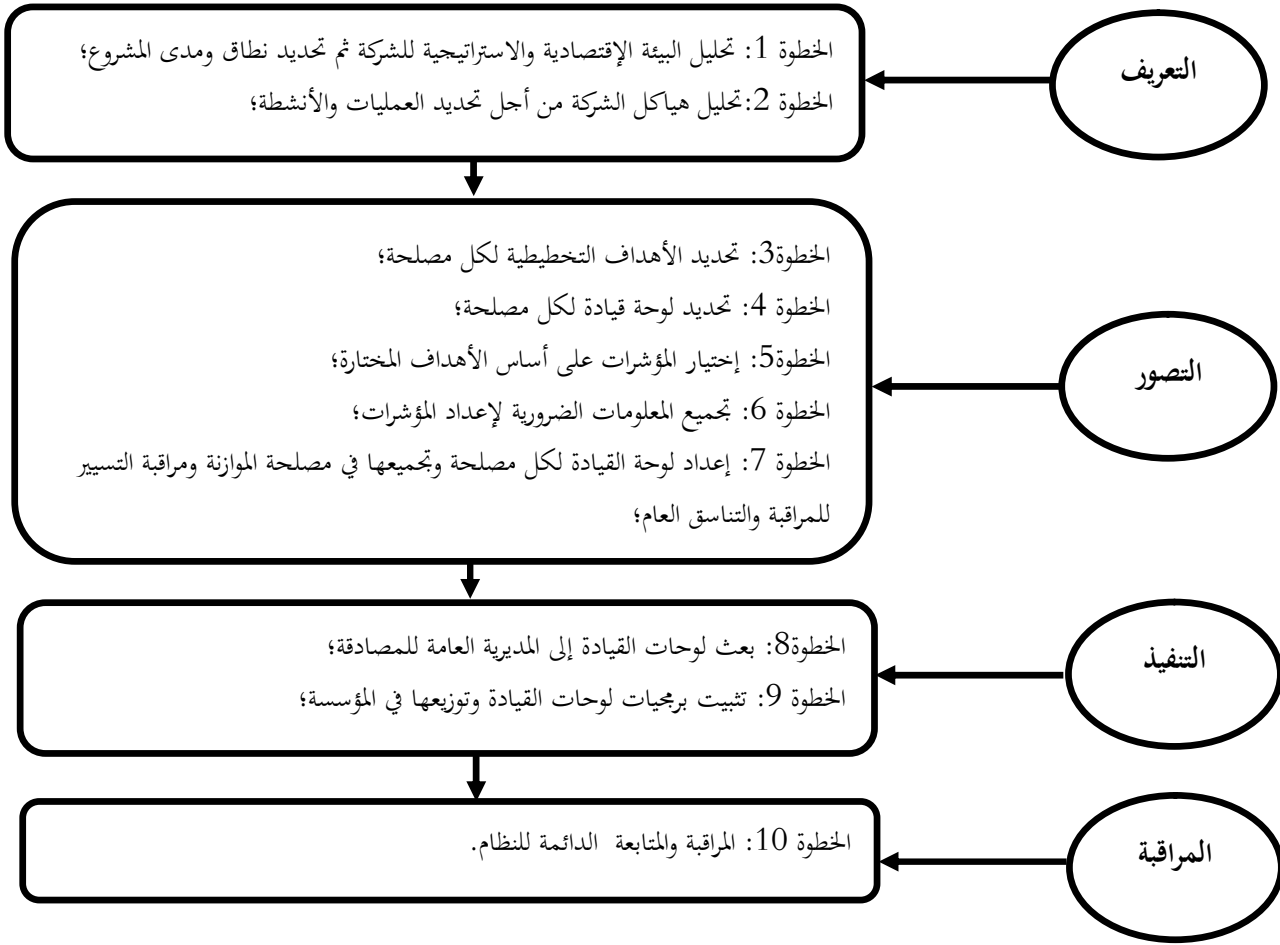 التعريف
الخطوة 1: تحليل البيئة الإقتصادية والاستراتيجية للشركة ثم تحديد نطاق ومدى المشروع؛
الخطوة 2:تحليل هياكل الشركة من أجل تحديد العمليات والأنشطة؛
التصور
الخطوة3: تحديد الأهداف التخطيطية لكل مصلحة؛
الخطوة 4: تحديد لوحة قيادة لكل مصلحة؛
الخطوة5: إختيار المؤشرات على أساس الأهداف المختارة؛
الخطوة 6: تجميع المعلومات الضرورية لإعداد المؤشرات؛
الخطوة 7: إعداد لوحة القيادة لكل مصلحة وتجميعها في مصلحة الموازنة ومراقبة التسيير
للمراقبة والتناسق العام؛
التنفيذ
الخطوة8: بعث لوحات القيادة إلى المديرية العامة للمصادقة؛
الخطوة 9: تثبيت برمجيات لوحات القيادة وتوزيعها في المؤسسة؛
المراقبة
الخطوة 10: المراقبة والمتابعة الدائمة للنظام.